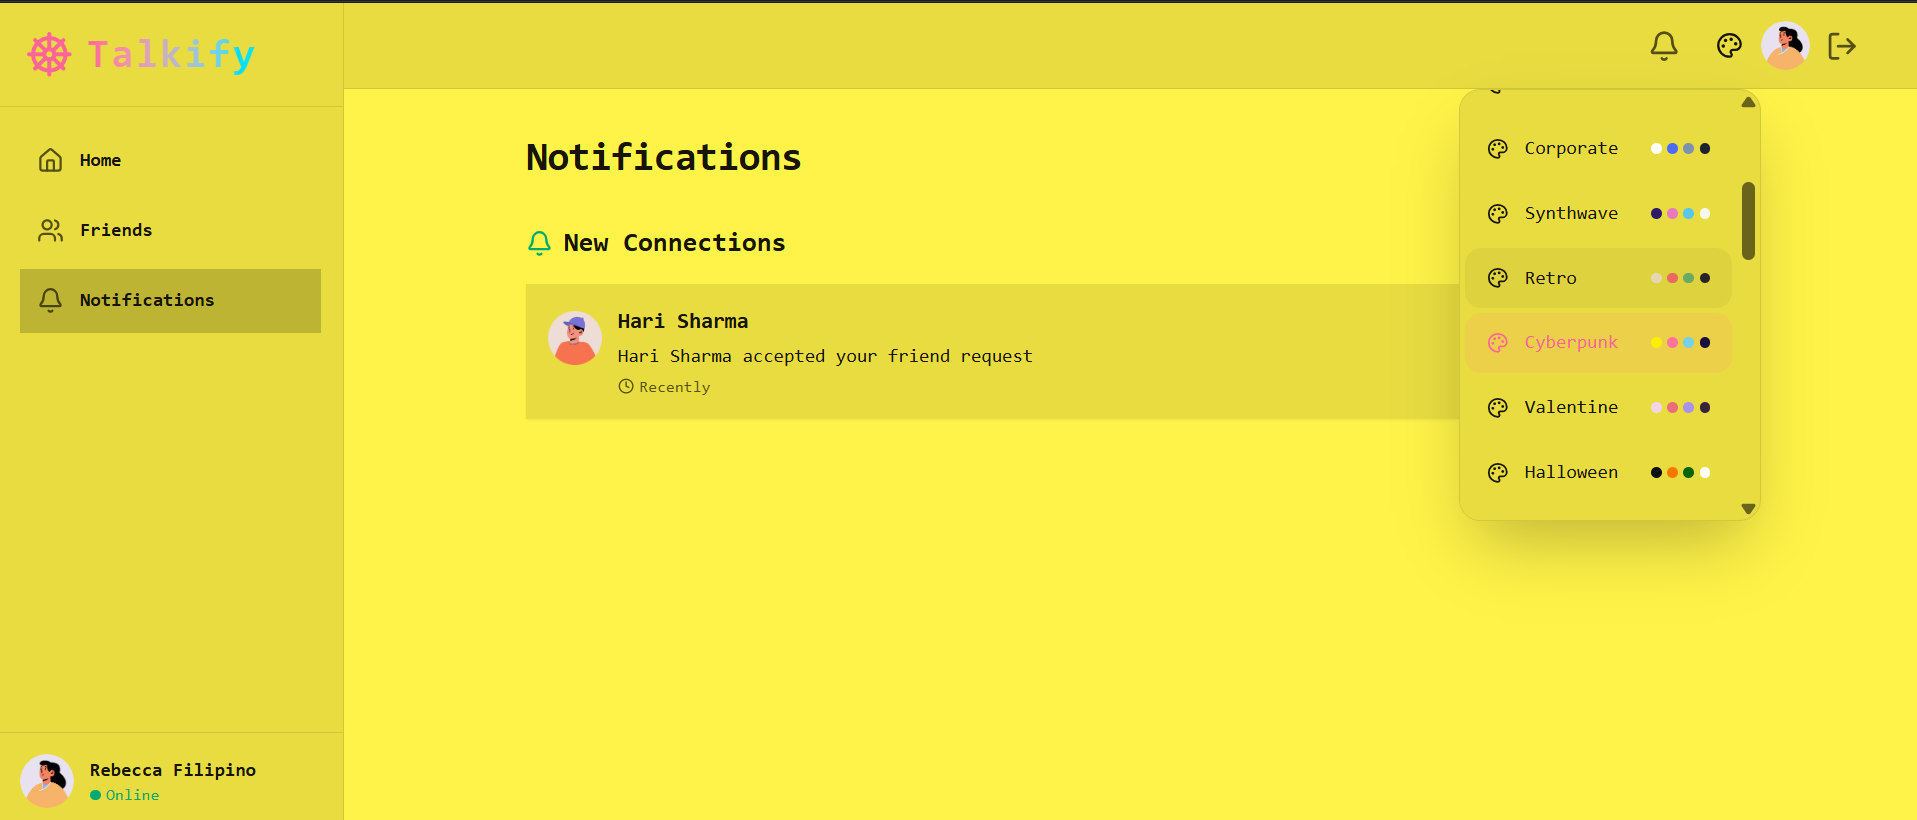 Talkify
Home
Friends
Notifications
Rebecca Filipino
Online
Notifications
New Connections
Hari Sharma
Hari Sharma accepted your friend request
Recently
Corporate
Synthwave
Retro
Cyberpunk
Valentine
Halloween